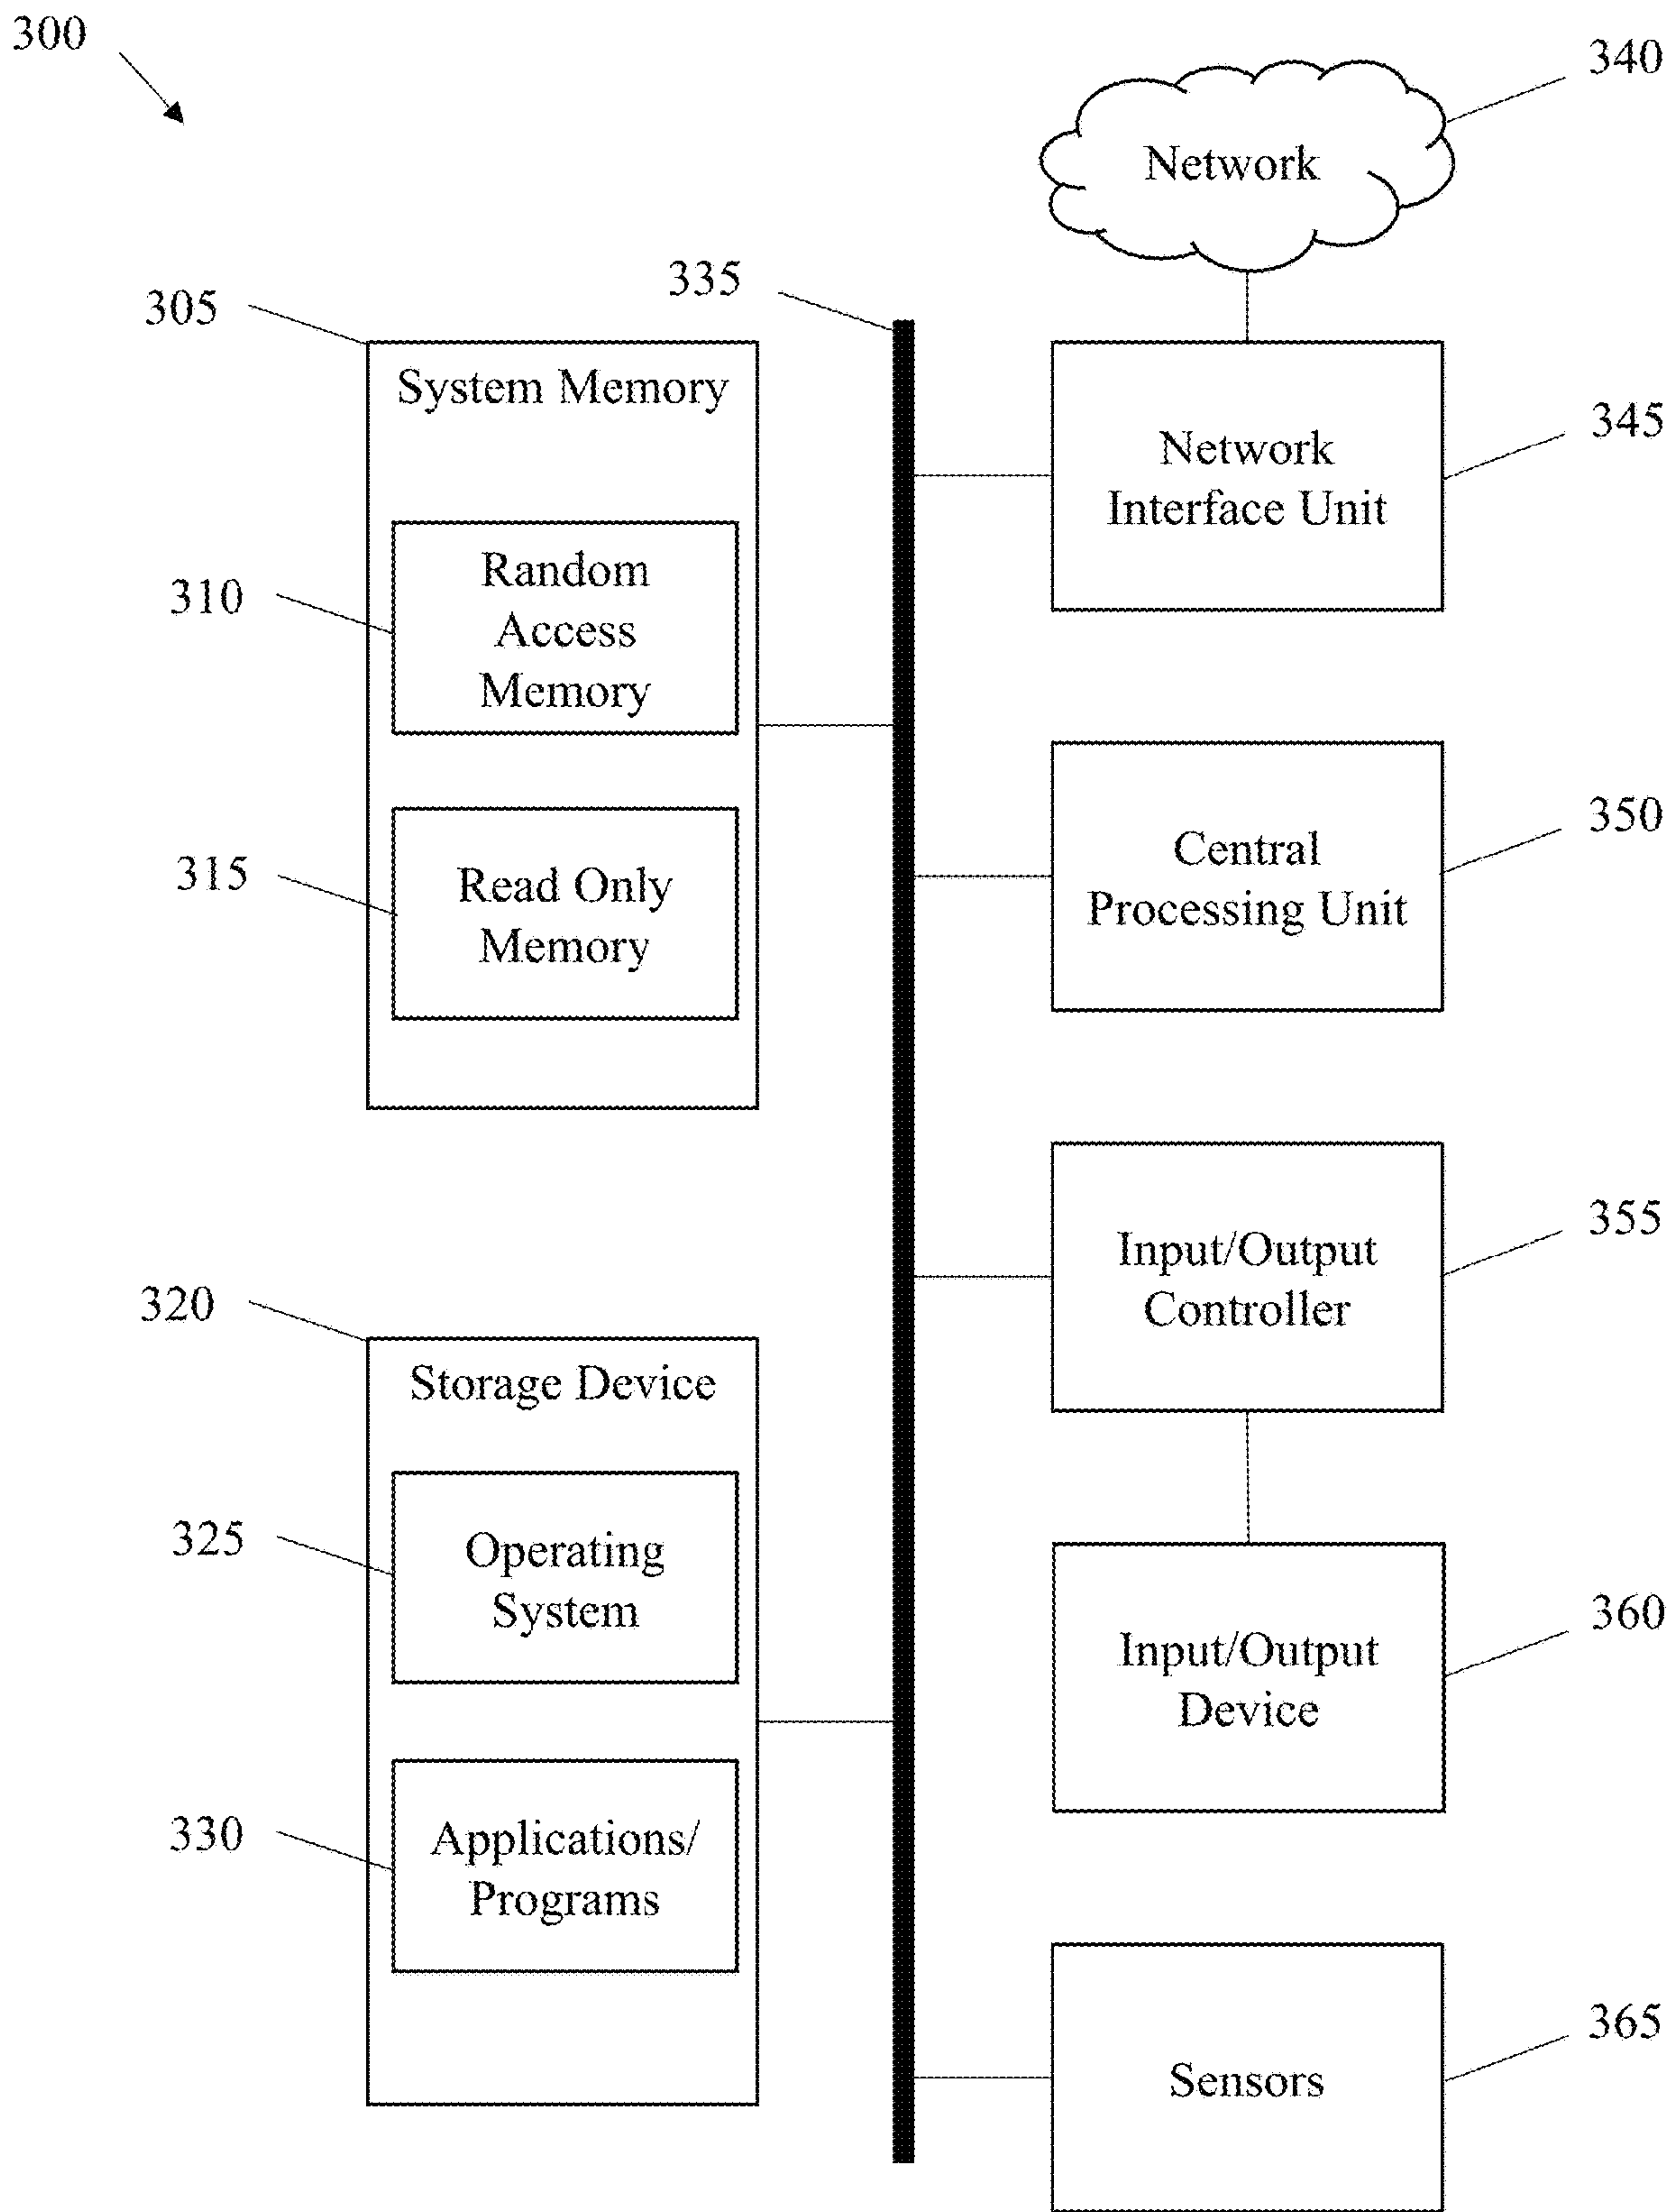 300
340
Network
335
305
System Memory
345
Network
Interface Unit
310
Random
Access
Memory
350
Central
Processing Unit
315
Read Only
Memory
355
Input/Output
Controller
320
Storage Device
325
Operating
System
360
Input/Output
Device
330
Applications/
Programs
365
Sensors